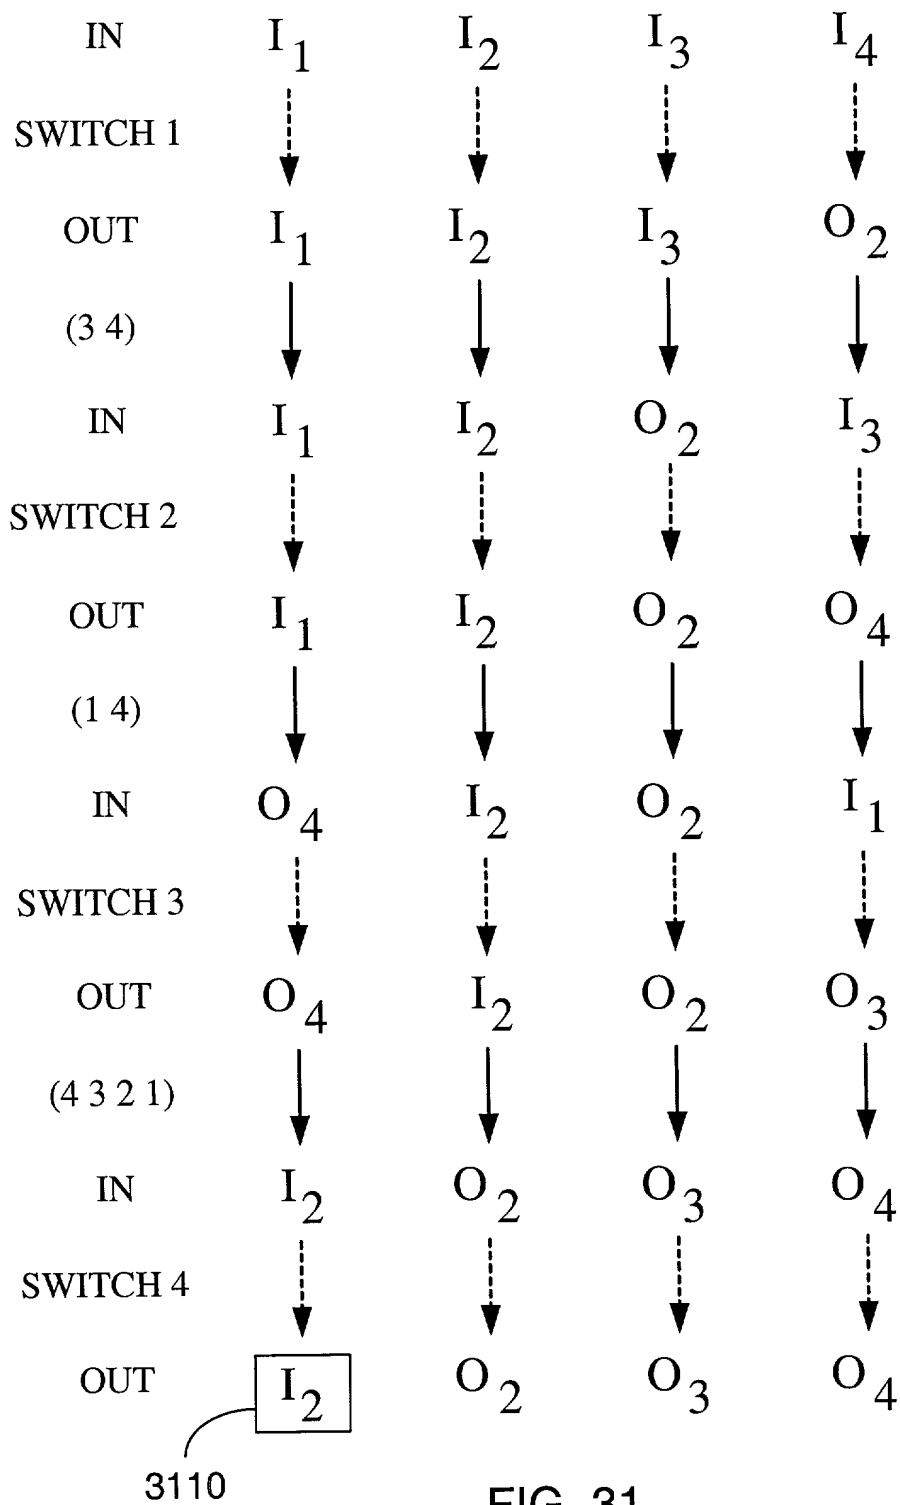 IN I₁ I₂ I₃ I₄
SWITCH 1
OUT I₁ I₂ I₃ O₂
(3 4)
IN I₁ I₂ O₂ I₃
SWITCH 2
OUT I₁ I₂ O₂ O₄
(1 4)
IN O₄ I₂ O₂ I₁
SWITCH 3
OUT O₄ I₂ O₂ O₃
(4 3 2 1)
IN I₂ O₂ O₃ O₄
SWITCH 4
OUT I₂ O₂ O₃ O₄
3110
FIG. 31